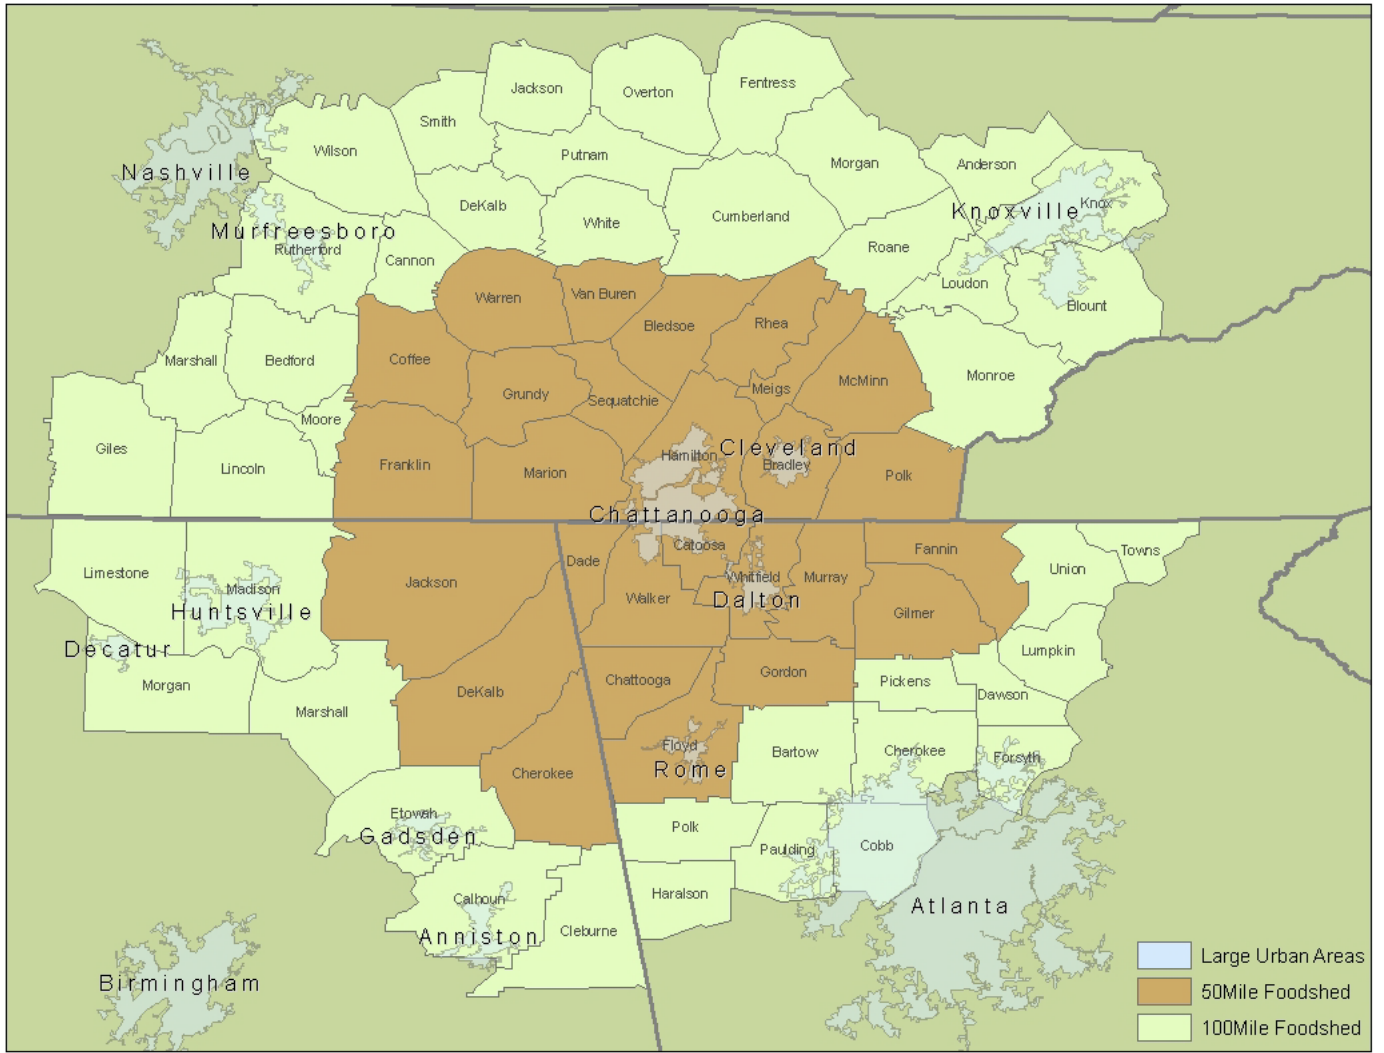 Fentress
Jackson
Overton
Smith
Wilson
Putnam
Morgan
Anderson
Nashville
DeKalb
White
Cumberland
Knoxville
Knox
Murfreesboro
Rutherford
Cannon
Roane
Loudon
Warren
Van Buren
Blount
Bledsoe
Rhea
Marshall
Bedford
Coffee
Monroe
Meigs
McMinn
Grundy
Sequatchie
Moore
Giles
Lincoln
Franklin
Marion
Hamilton
Cleveland
Bradley
Polk
Chattanooga
Catoosa
Fannin
Towns
Limestone
Jackson
Dade
Union
Madison
Whitfield
Murray
Huntsville
Walker
Dalton
Gilmer
Decatur
Lumpkin
Morgan
DeKalb
Chattooga
Gordon
Pickens
Dawson
Marshall
Floyd
Bartow
Cherokee
Forsyth
Cherokee
Rome
Etowah
Gadsden
Polk
Paulding
Cobb
Calhoun
Haralson
Atlanta
Anniston
Cleburne
Birmingham
Large Urban Areas
50Mile Foodshed
100Mile Foodshed